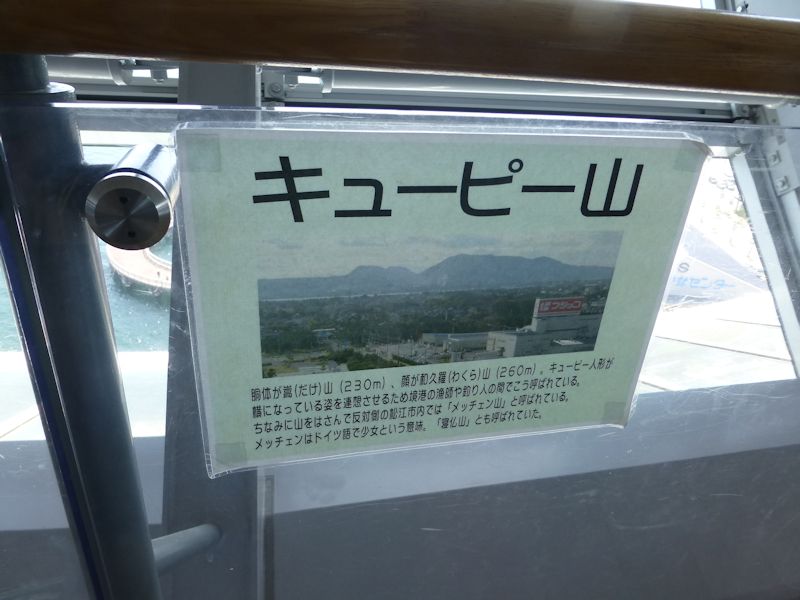 キューピー山
胴体が嵩(だけ)山(230m)、顔が和久羅(わくら)山(260m)。キューピー人形が
横になっている姿を連想させるため境港の漁師や釣り人の間でこう呼ばれている。
ちなみに山をはさんで反対側の松江市内では「メッチェン山」と呼ばれている。
メッチェンはドイツ語で少女という意味。「寝仏山」とも呼ばれていた。
センター